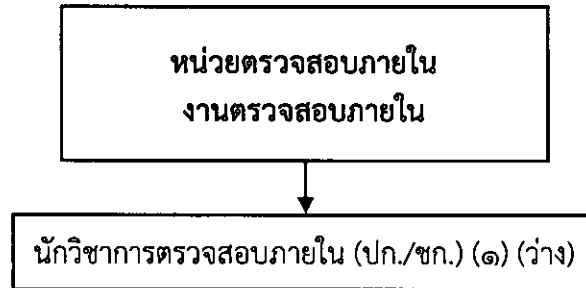 หน่วยตรวจสอบภายใน
งานตรวจสอบภายใน
นักวิชาการตรวจสอบภายใน (ปก./ชก.) (๑) (ว่าง)